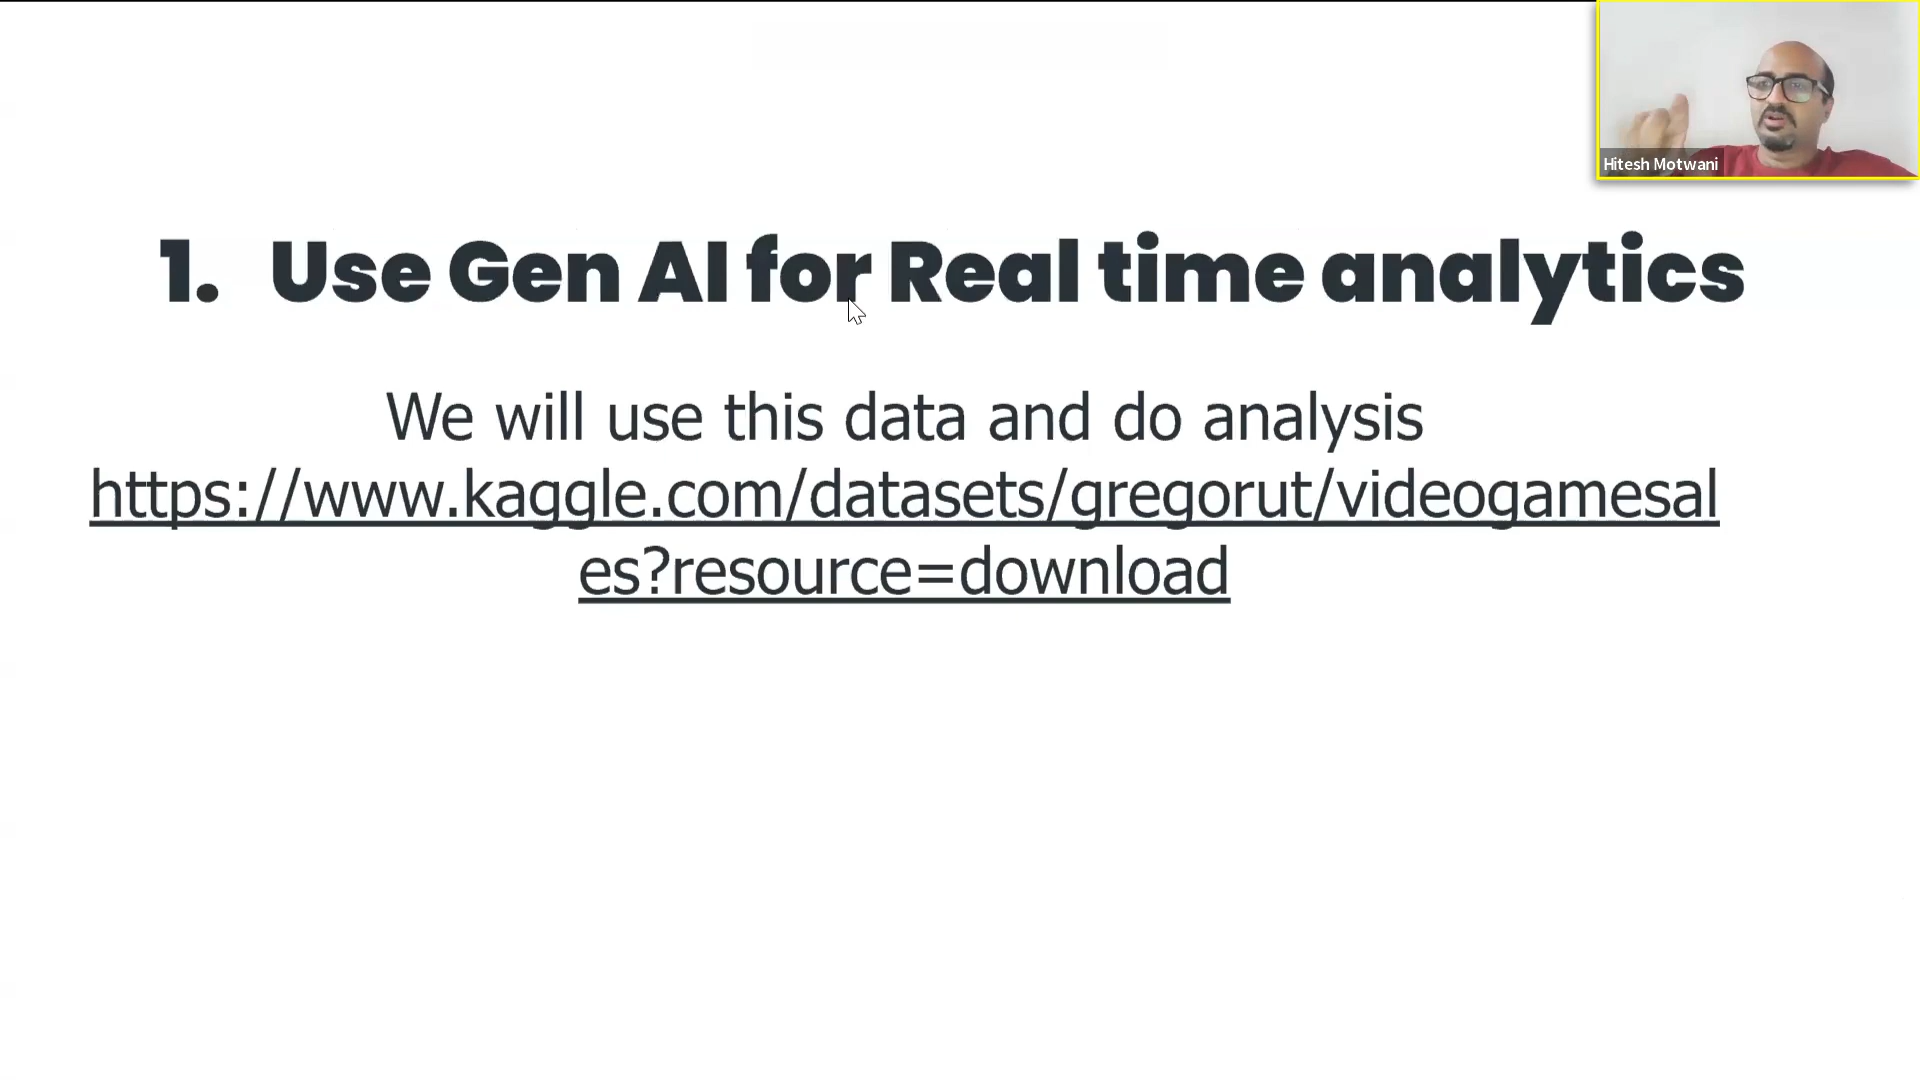 Hitesh Motwani
1. Use Gen AI for Real time analytics
We will use this data and do analysis
https://www.kaggle.com/datasets/gregorut/videogamesal
es?resource=download